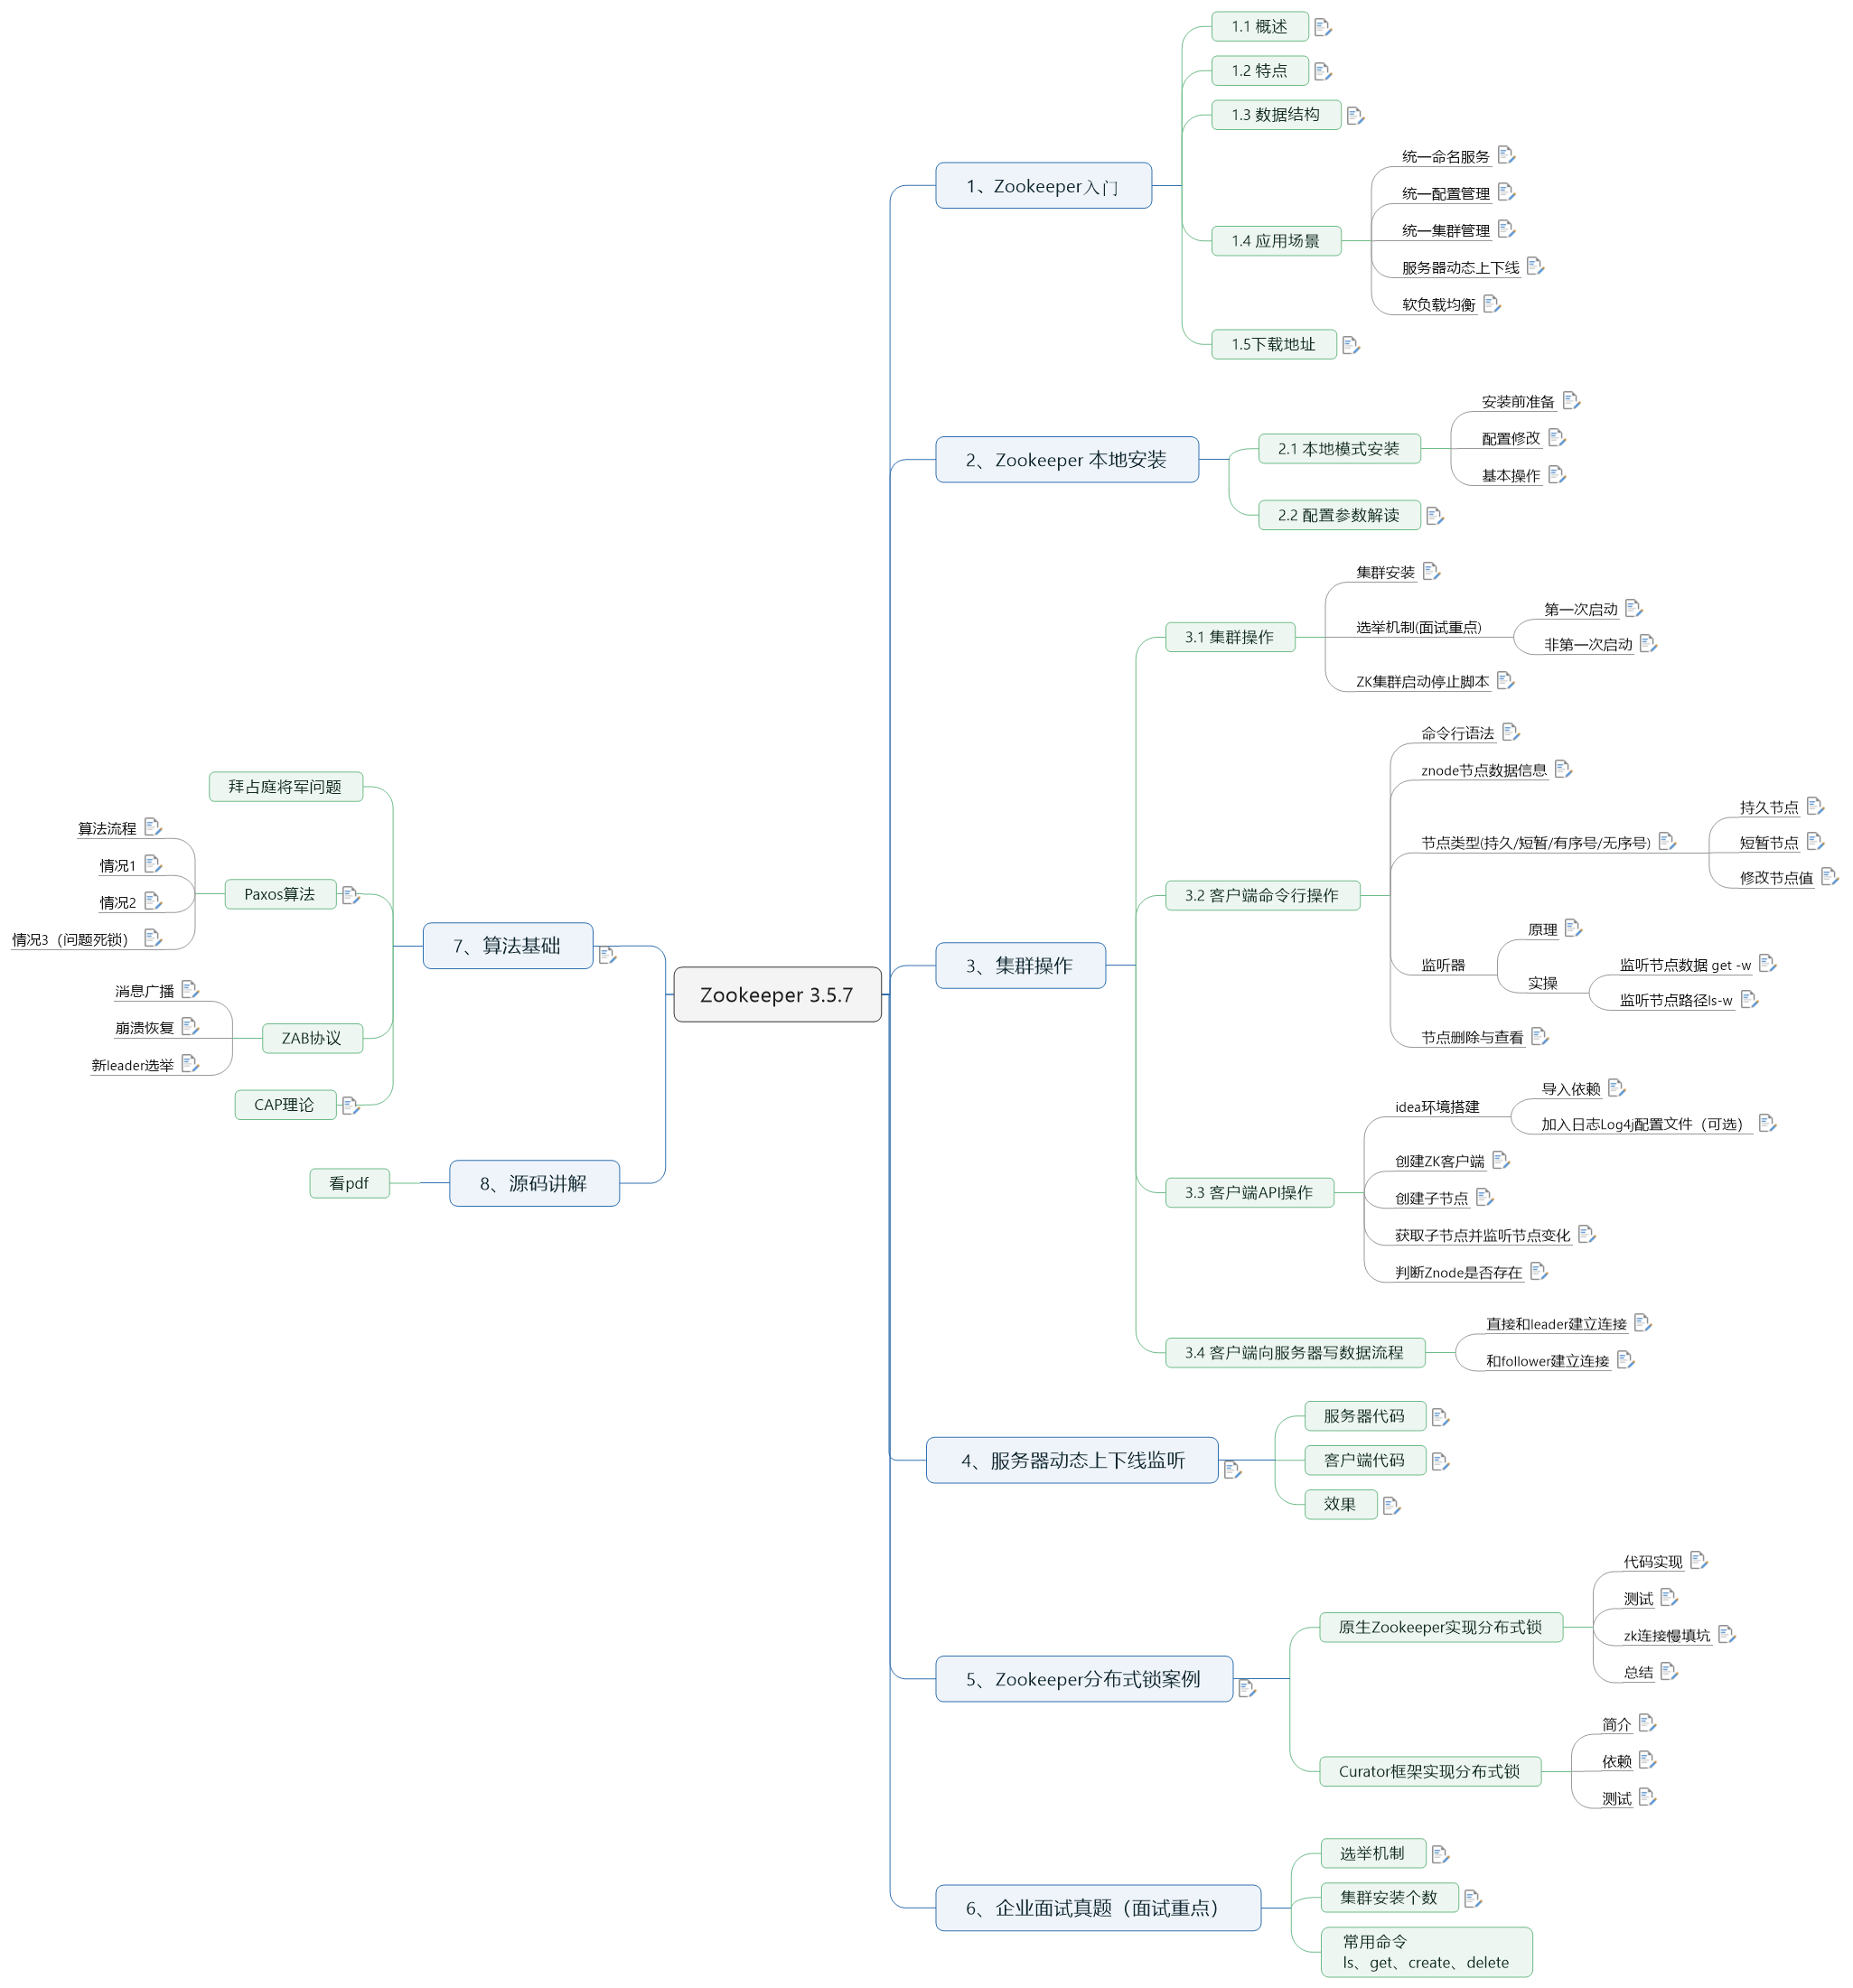 Zookeeper 3.5.7
1、Zookeeper入门
1.1 概述
1.2 特点
1.3 数据结构
1.4 应用场景
统一命名服务
统一配置管理
统一集群管理
服务器动态上下线
软负载均衡
1.5下载地址
2、Zookeeper 本地安装
2.1 本地模式安装
安装前准备
配置修改
基本操作
2.2 配置参数解读
3、集群操作
3.1 集群操作
集群安装
选举机制(面试重点)
第一次启动
非第一次启动
ZK集群启动停止脚本
3.2 客户端命令行操作
命令行语法
znode节点数据信息
节点类型(持久/短暂/有序号/无序号)
持久节点
短暂节点
修改节点值
监听器
原理
实操
监听节点数据 get -w
监听节点路径ls-w
节点删除与查看
3.3 客户端API操作
idea环境搭建
导入依赖
加入日志Log4j配置文件（可选）
创建ZK客户端
创建子节点
获取子节点并监听节点变化
判断Znode是否存在
3.4 客户端向服务器写数据流程
直接和leader建立连接
和follower建立连接
4、服务器动态上下线监听
服务器代码
客户端代码
效果
5、Zookeeper分布式锁案例
原生Zookeeper实现分布式锁
代码实现
测试
zk连接慢填坑
总结
Curator框架实现分布式锁
简介
依赖
测试
6、企业面试真题（面试重点）
选举机制
集群安装个数
常用命令
ls、get、create、delete
7、算法基础
拜占庭将军问题
Paxos算法
算法流程
情况1
情况2
情况3（问题死锁）
ZAB协议
消息广播
崩溃恢复
新leader选举
CAP理论
8、源码讲解
看pdf